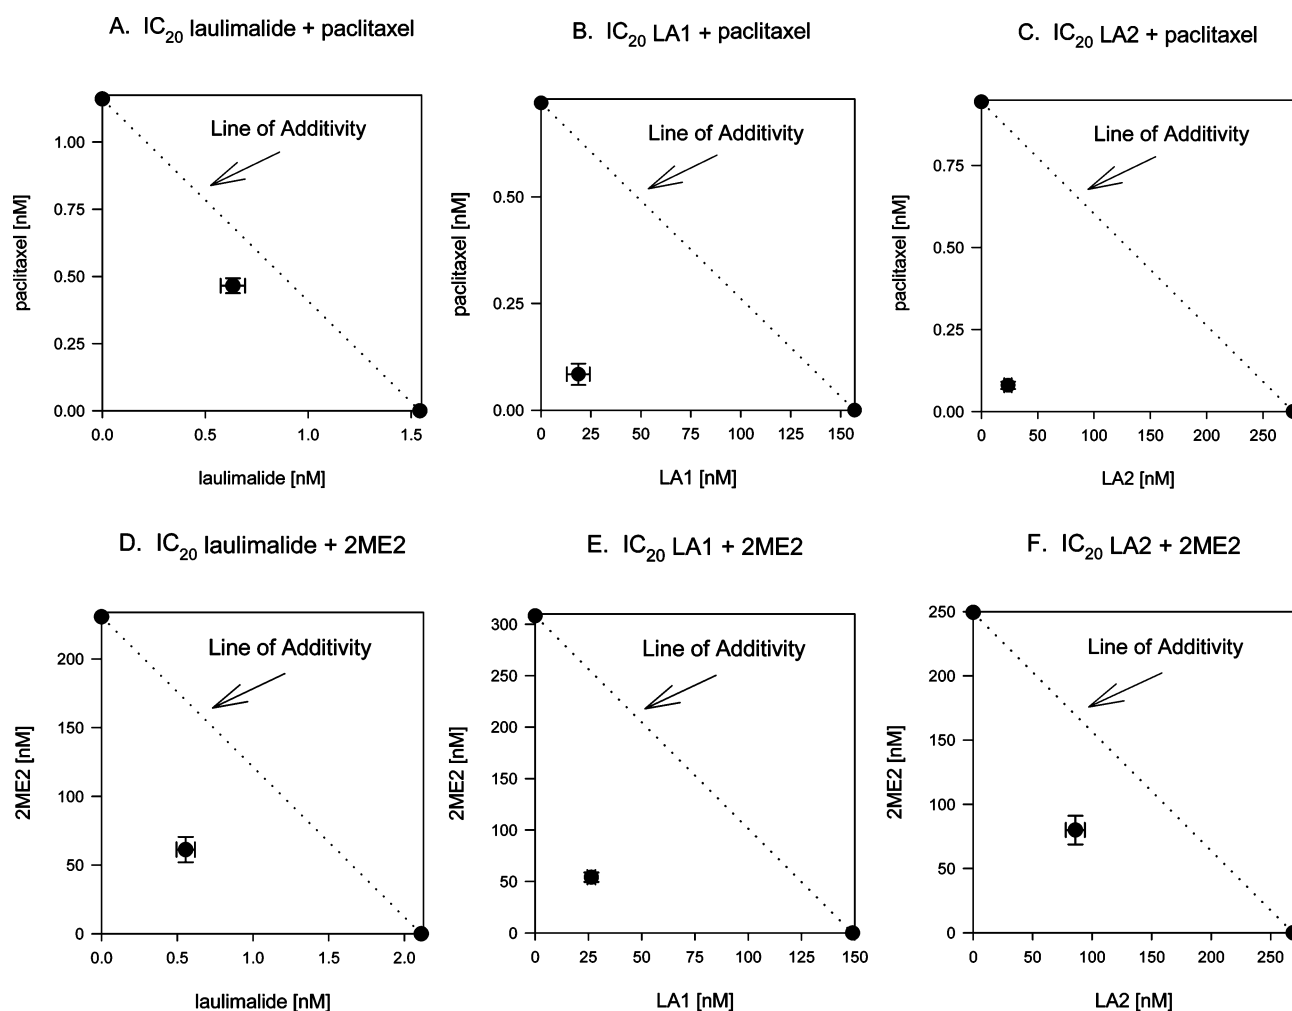 A. IC20 laulimalide + paclitaxel
B. IC20 LA1 + paclitaxel
C. IC20 LA2 + paclitaxel
Line of Additivity
Line of Additivity
Line of Additivity
paclitaxel [nM]
1.00
0.75
0.50
0.25
0.00
0.0 0.5 1.0 1.5
laulimalide [nM]
paclitaxel [nM]
0.50
0.25
0.00
0 25 50 75 100 125 150
LA1 [nM]
paclitaxel [nM]
0.75
0.50
0.25
0.00
0 50 100 150 200 250
LA2 [nM]
D. IC20 laulimalide + 2ME2
E. IC20 LA1 + 2ME2
F. IC20 LA2 + 2ME2
Line of Additivity
Line of Additivity
Line of Additivity
2ME2 [nM]
200
150
100
50
0
0.0 0.5 1.0 1.5 2.0
laulimalide [nM]
2ME2 [nM]
300
250
200
150
100
50
0
0 25 50 75 100 125 150
LA1 [nM]
2ME2 [nM]
250
200
150
100
50
0
0 50 100 150 200 250
LA2 [nM]